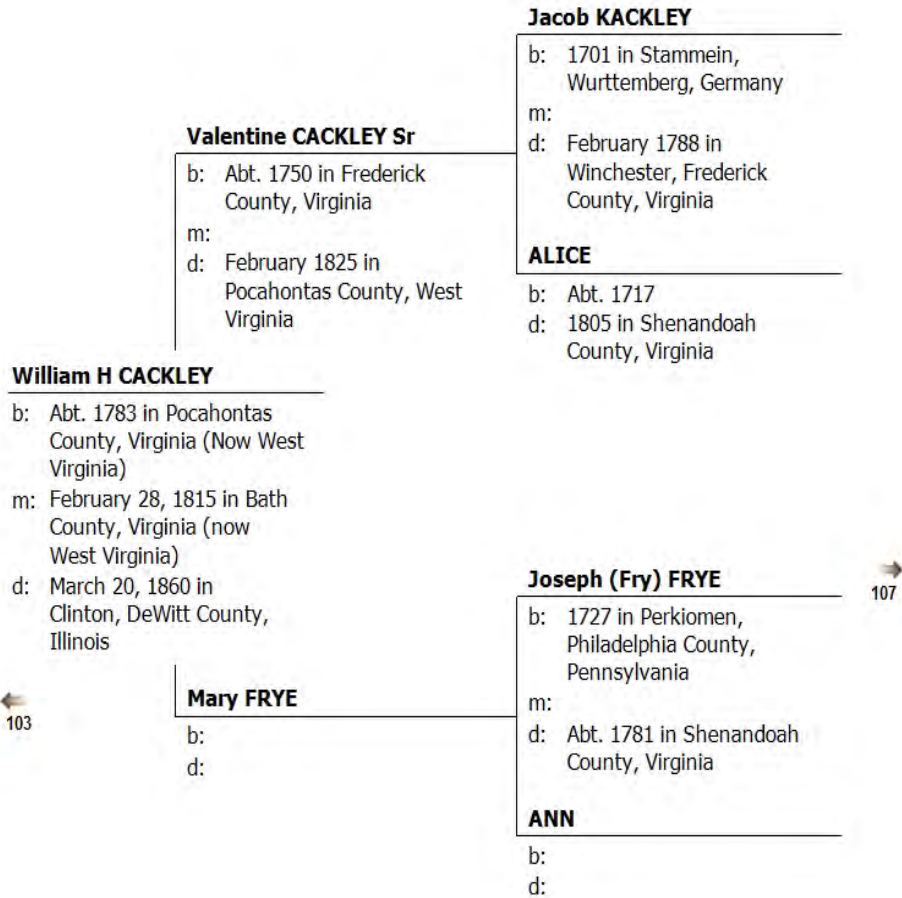 Jacob KACKLEY
b: 1701 in Stammein,
Wurttemberg, Germany
m:
d: February 1788 in
Winchester, Frederick
County, Virginia
Valentine CACKLEY Sr
b: Abt. 1750 in Frederick
County, Virginia
m:
d: February 1825 in
Pocahontas County, West
Virginia
ALICE
b: Abt. 1717
d: 1805 in Shenandoah
County, Virginia
William H CACKLEY
b: Abt. 1783 in Pocahontas
County, Virginia (Now West
Virginia)
m: February 28, 1815 in Bath
County, Virginia (now
West Virginia)
d: March 20, 1860 in
Clinton, DeWitt County,
Illinois
Joseph (Fry) FRYE
107
b: 1727 in Perkiomen,
Philadelphia County,
Pennsylvania
m:
d: Abt. 1781 in Shenandoah
County, Virginia
Mary FRYE
103
b:
d:
ANN
b:
d: